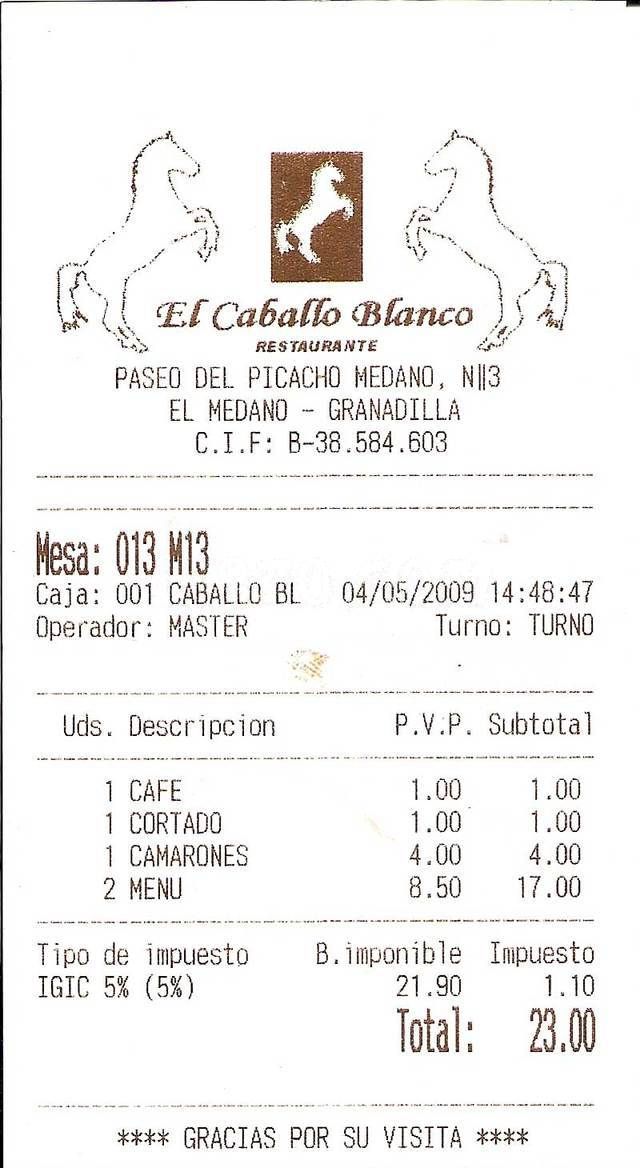 El Caballo Blanco
RESTAURANTE
PASEO DEL PICACHO MEDANO, N||3
EL MEDANO - GRANADILLA
C.I.F: B-38.584.603
Mesa: 013 M13
Caja: 001 CABALLO BL 04/05/2009 14:48:47
Operador: MASTER Turno: TURNO
Uds. Descripcion P.V.P. Subtotal
1 CAFE 1.00 1.00
1 CORTADO 1.00 1.00
1 CAMARONES 4.00 4.00
2 MENU 8.50 17.00
Tipo de impuesto B.imponible Impuesto
IGIC 5% (5%) 21.90 1.10
Total: 23.00
**** GRACIAS POR SU VISITA ****